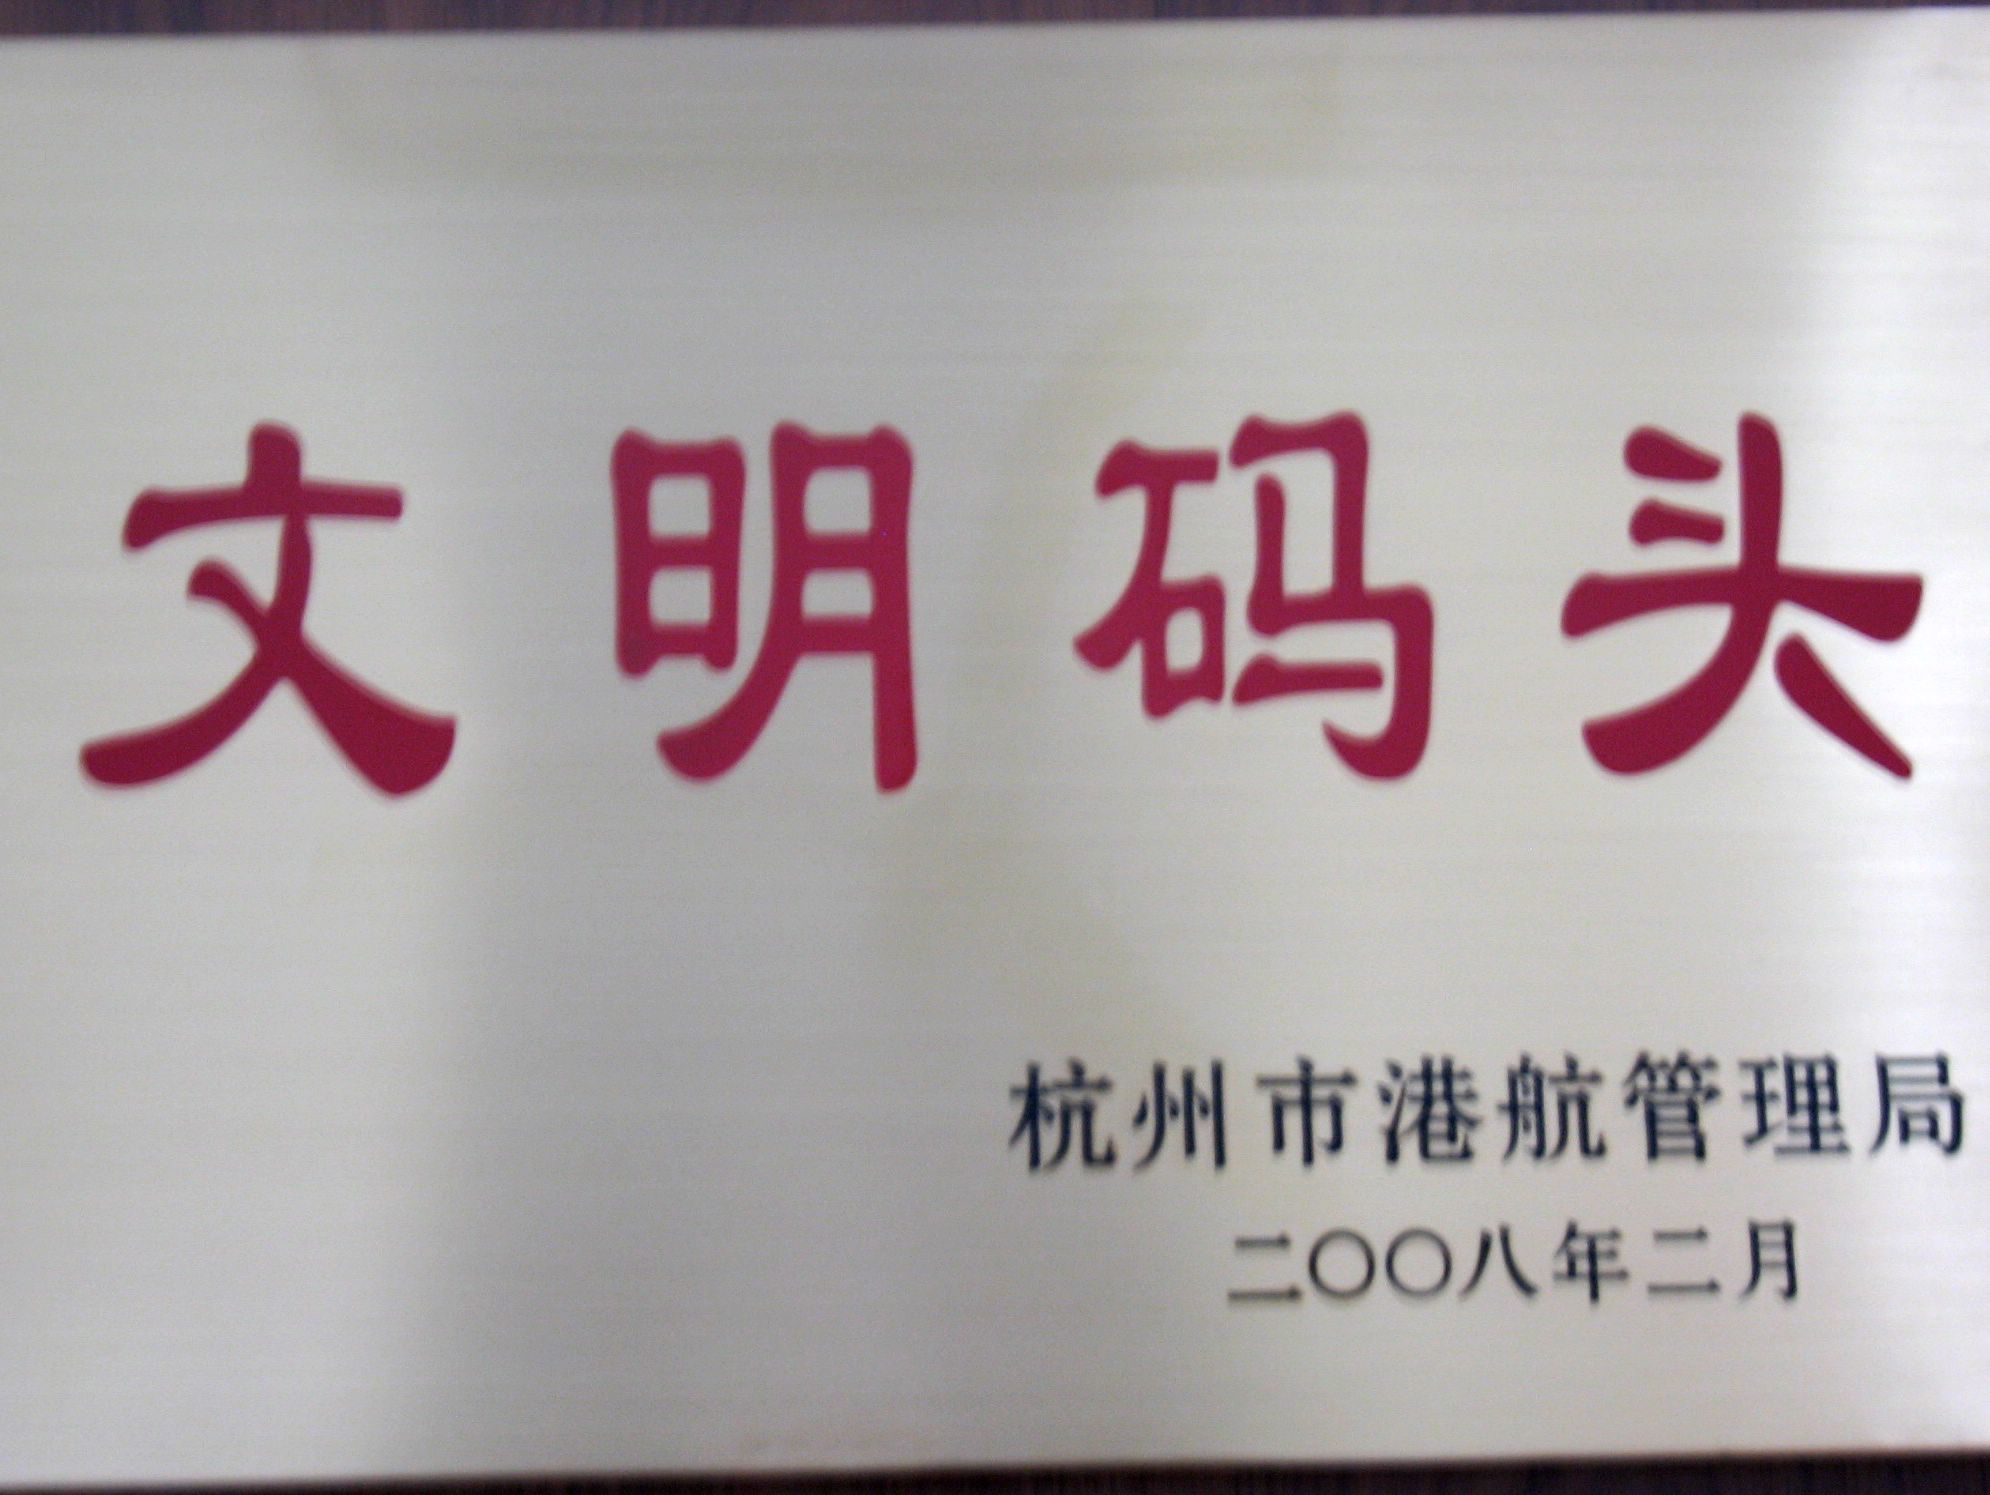 文明码头
杭州市港航管理局
二〇〇八年二月